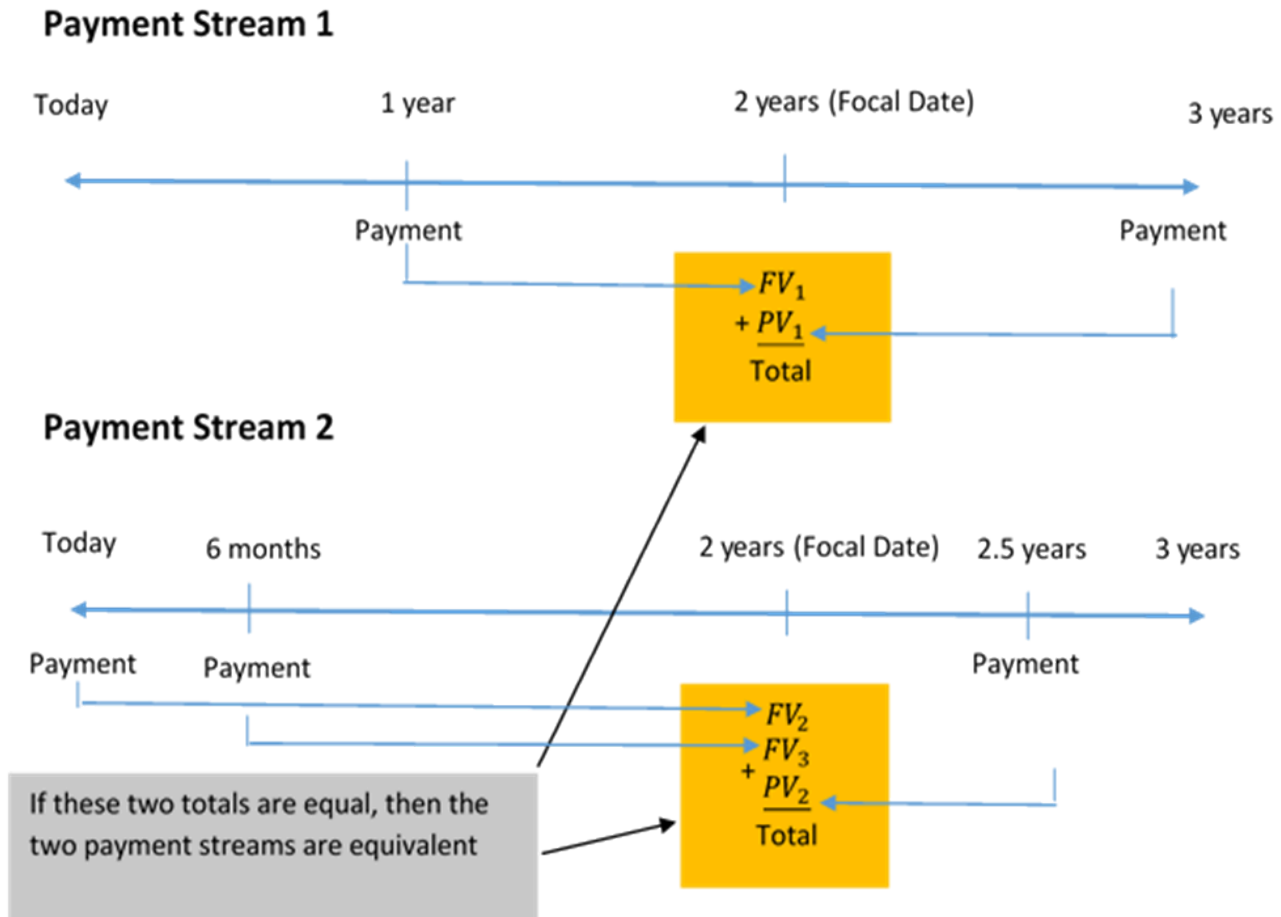 Payment Stream 1
Today 1 year 2 years (Focal Date) 3 years
Payment Payment
FV₁
+ PV₁
Total
Payment Stream 2
Today 6 months 2 years (Focal Date) 2.5 years 3 years
Payment Payment Payment
FV₂
FV₃
+
PV₂
Total
If these two totals are equal, then the
two payment streams are equivalent